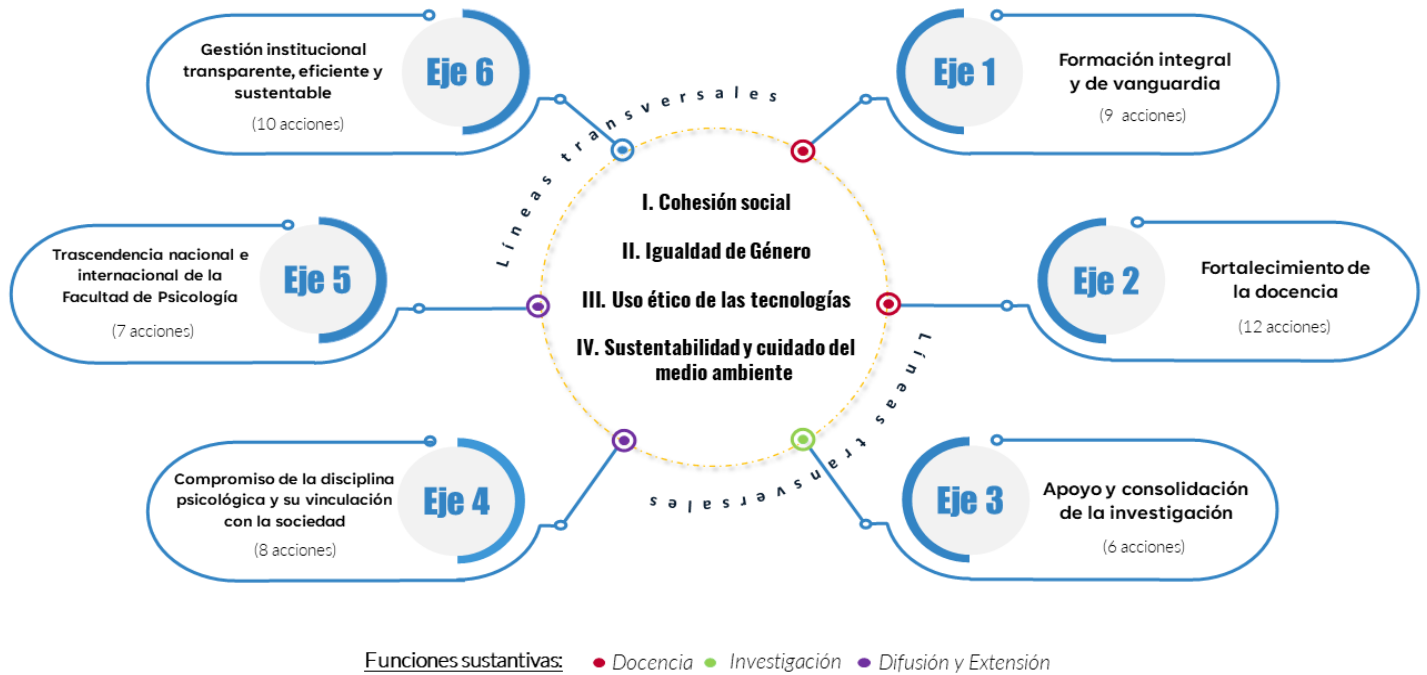 Eje 6
Gestión institucional
transparente, eficiente y
sustentable
(10 acciones)
Eje 1
Formación integral
y de vanguardia
(9 acciones)
Líneas transversales
I. Cohesión social
II. Igualdad de Género
III. Uso ético de las tecnologías
IV. Sustentabilidad y cuidado del
medio ambiente
Líneas transversales
Eje 5
Trascendencia nacional e
internacional de la
Facultad de Psicología
(7 acciones)
Eje 2
Fortalecimiento de
la docencia
(12 acciones)
Eje 4
Compromiso de la disciplina
psicológica y su vinculación
con la sociedad
(8 acciones)
Eje 3
Apoyo y consolidación
de la investigación
(6 acciones)
Funciones sustantivas: Docencia Investigación Difusión y Extensión